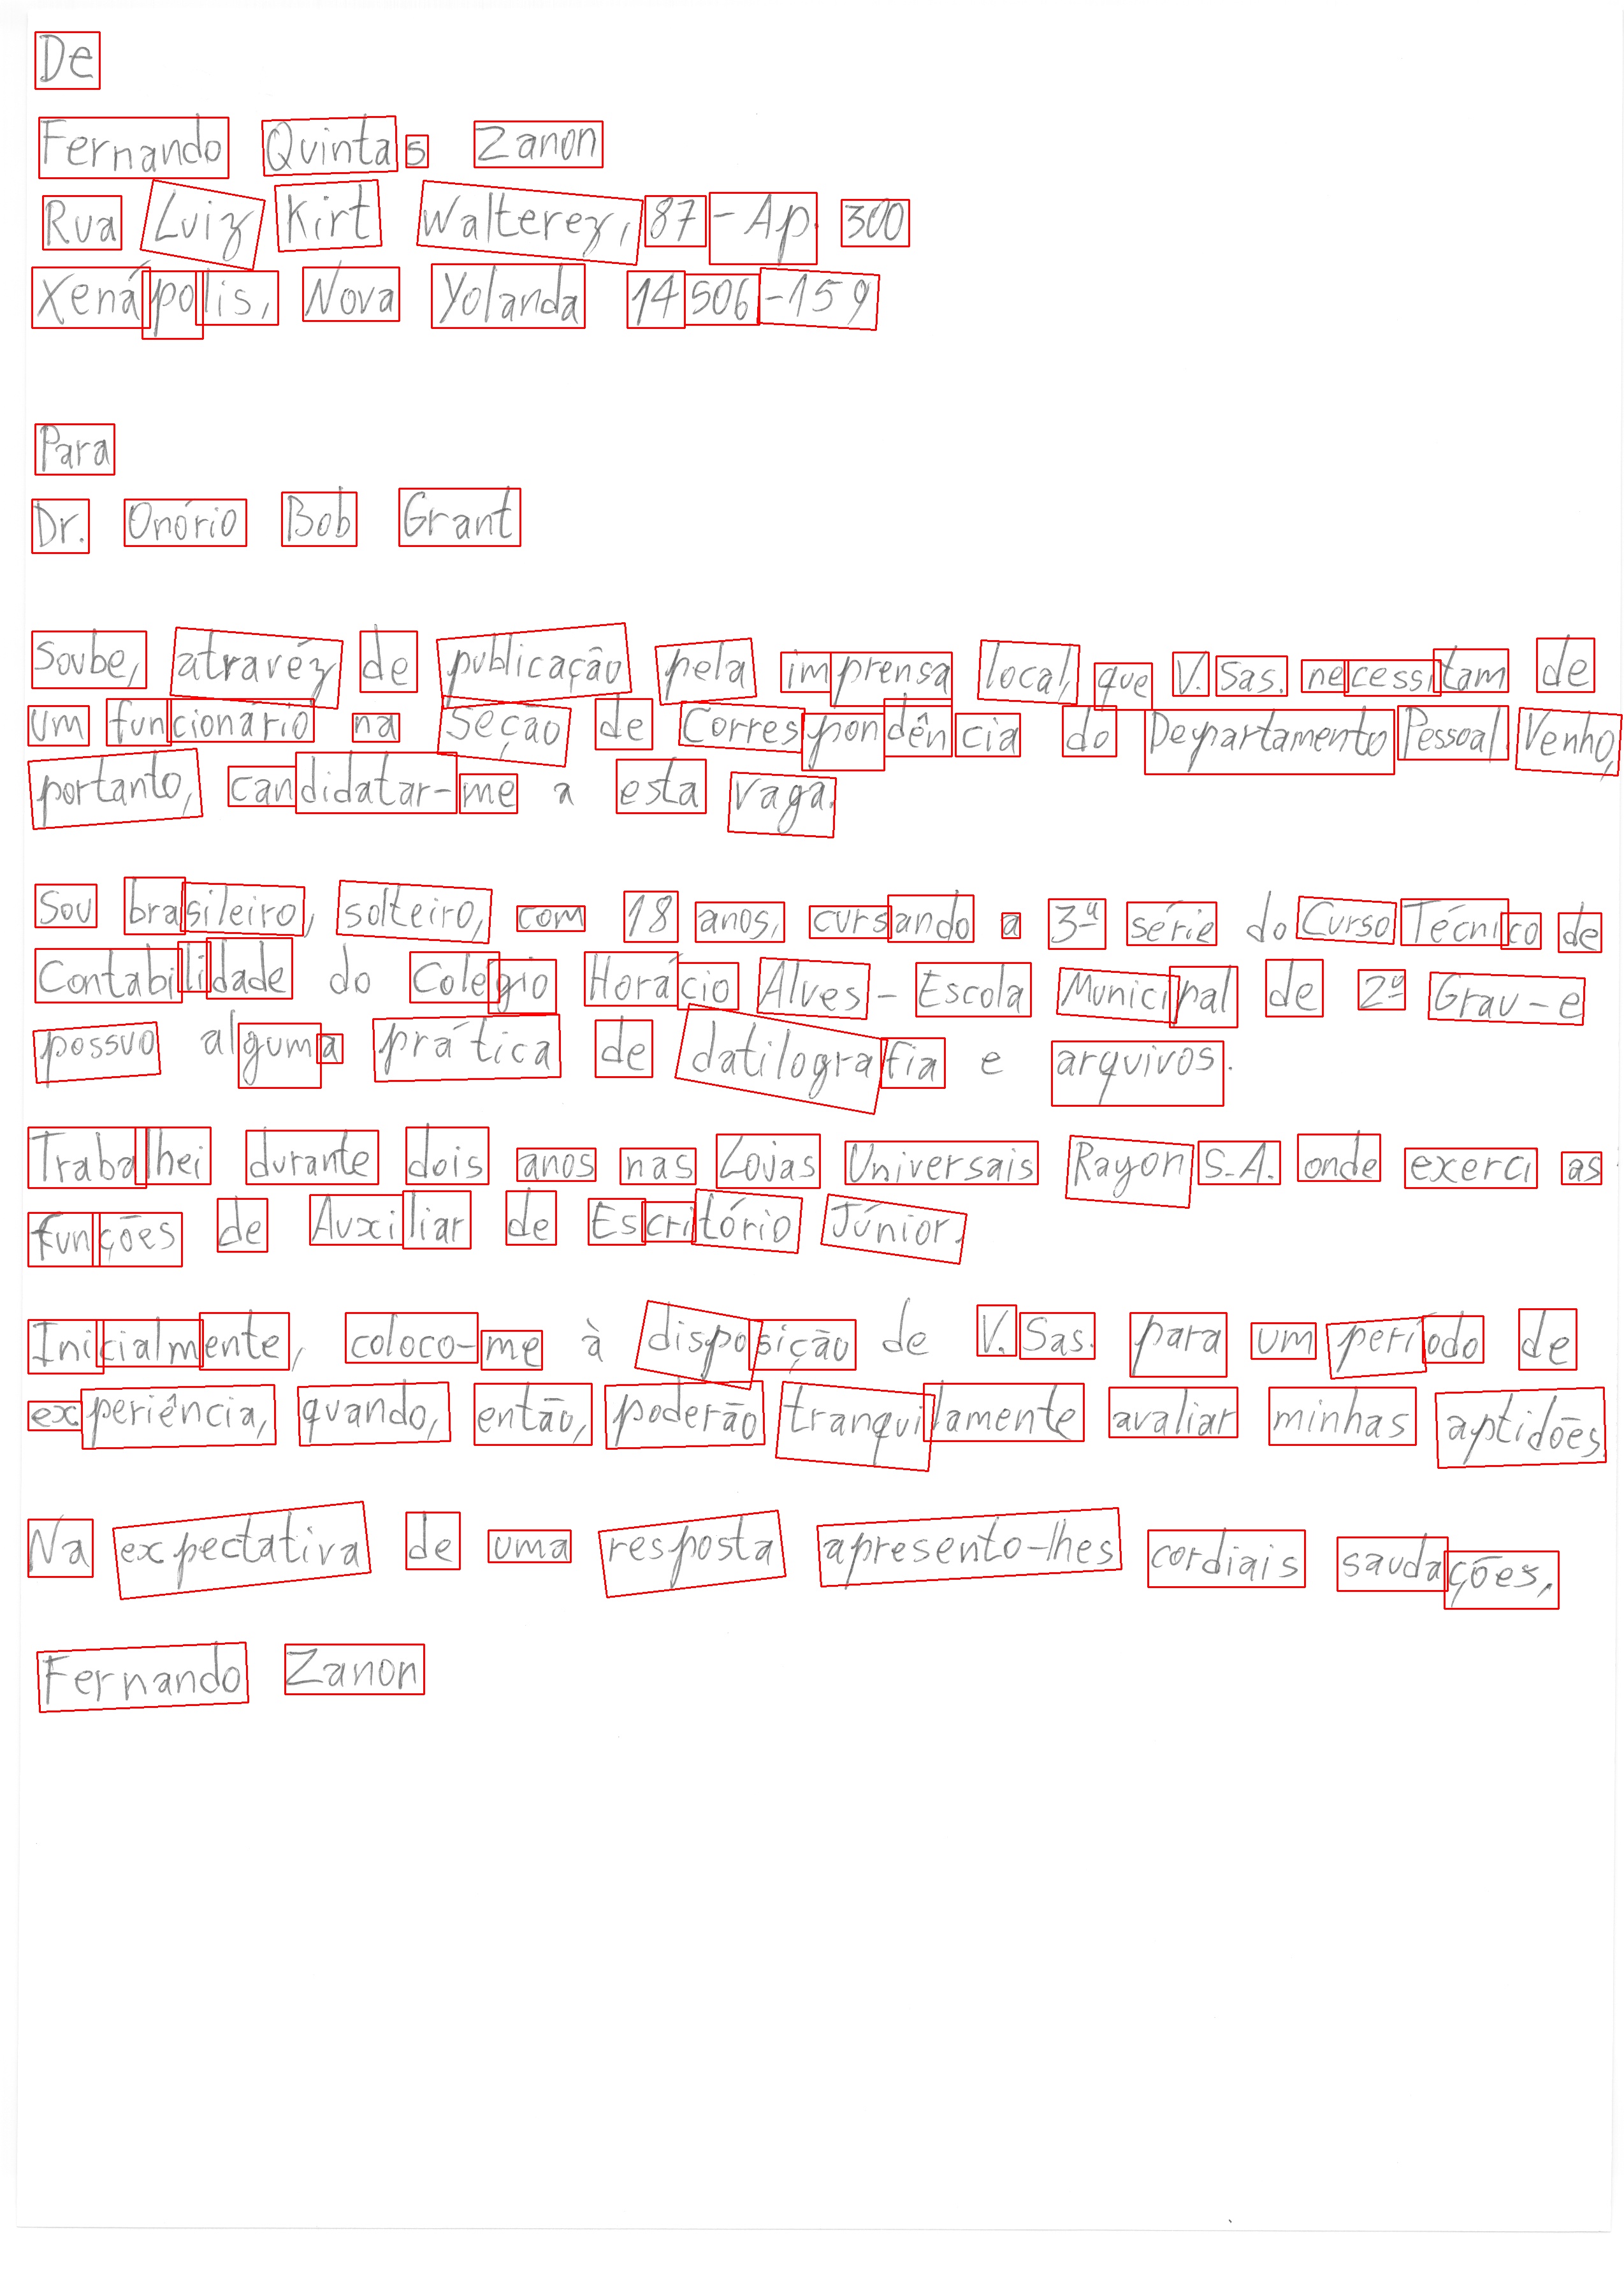 De
Fernando Quintas Zanon
Rua Luiz Kirt Walterez, 87 - Ap. 300
Xenápolis, Nova Yolanda 14506-159
Para
Dr. Onório Bob Grant
Soube, atravéz de publicação pela imprensa local, que V. Sas. necessitam de
um funcionário na Seção de Correspondência do Departamento Pessoal. Venho,
portanto, candidatar-me a esta vaga.
Sou brasileiro, solteiro, com 18 anos, cursando a 3ª série do Curso Técnico de
Contabilidade do Colégio Horácio Alves - Escola Municipal de 2º Grau - e
possuo alguma prática de datilografia e arquivos.
Trabalhei durante dois anos nas Lojas Universais Rayon S.A. onde exerci as
funções de Auxiliar de Escritório Júnior.
Inicialmente, coloco-me à disposição de V. Sas. para um período de
experiência, quando, então, poderão tranquilamente avaliar minhas aptidões.
Na expectativa de uma resposta apresento-lhes cordiais saudações,
Fernando Zanon